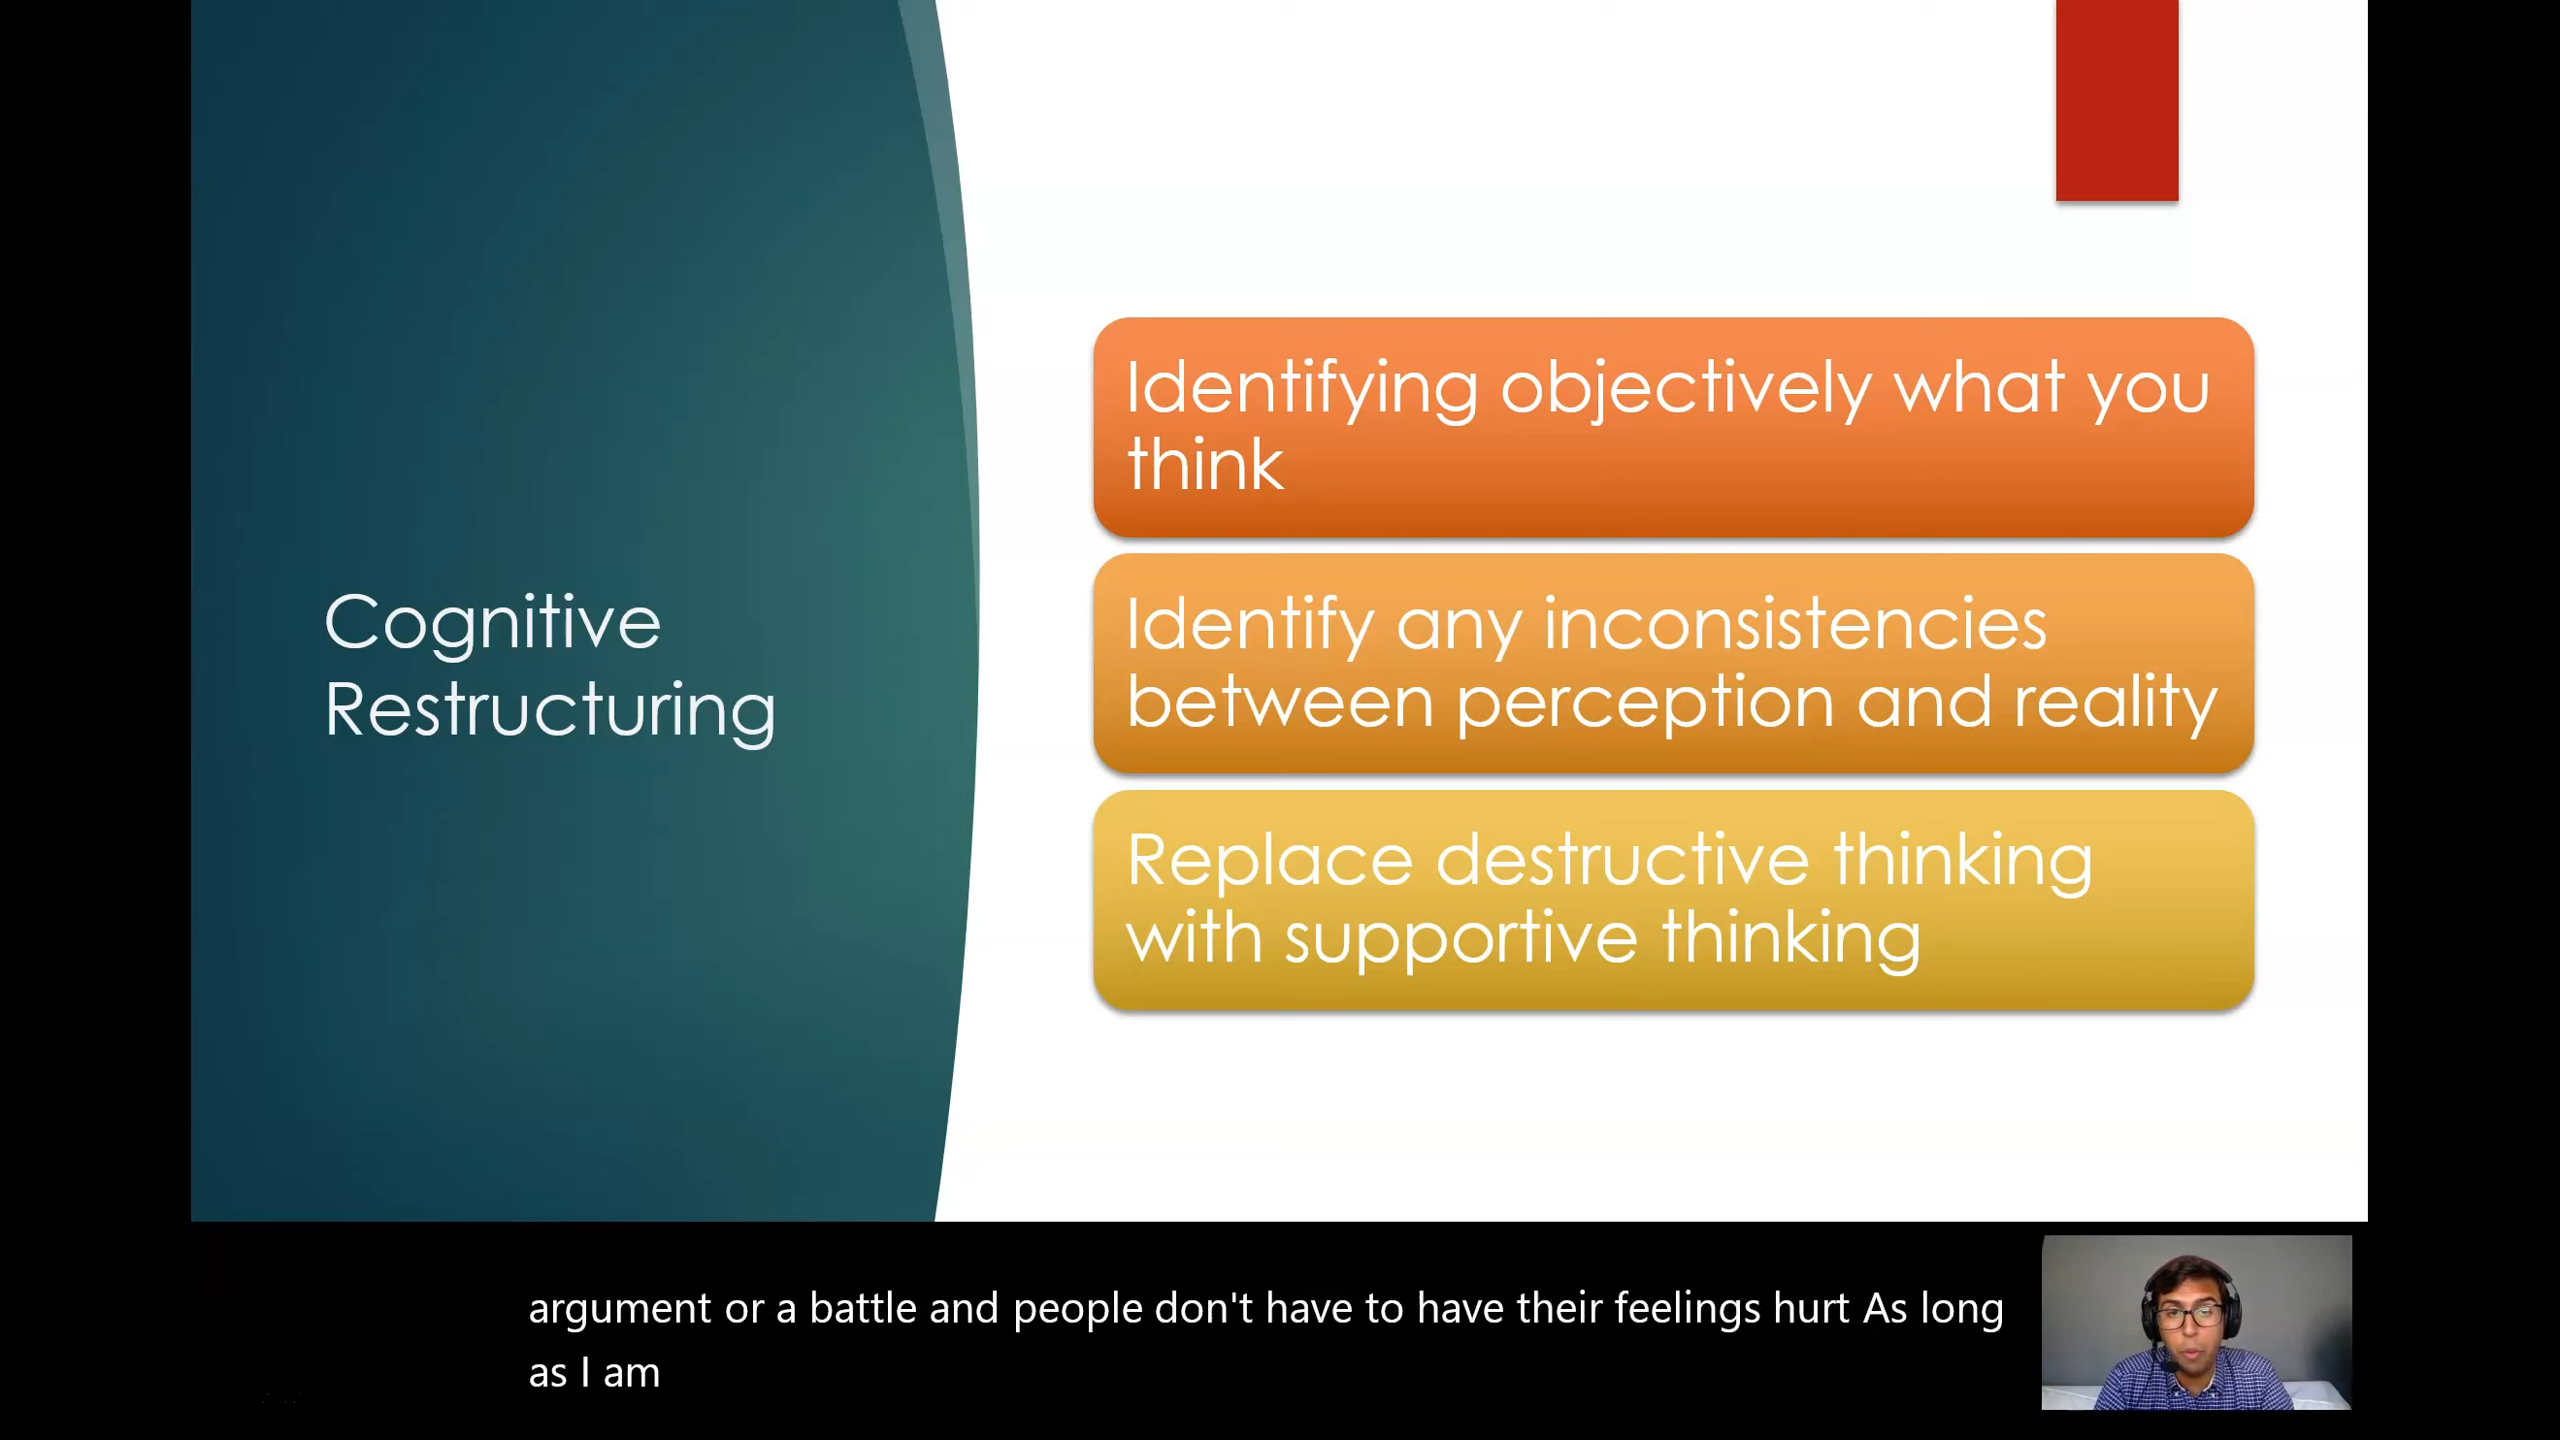 Cognitive
Restructuring
Identifying objectively what you
think
Identify any inconsistencies
between perception and reality
Replace destructive thinking
with supportive thinking
argument or a battle and people don't have to have their feelings hurt As long
as I am